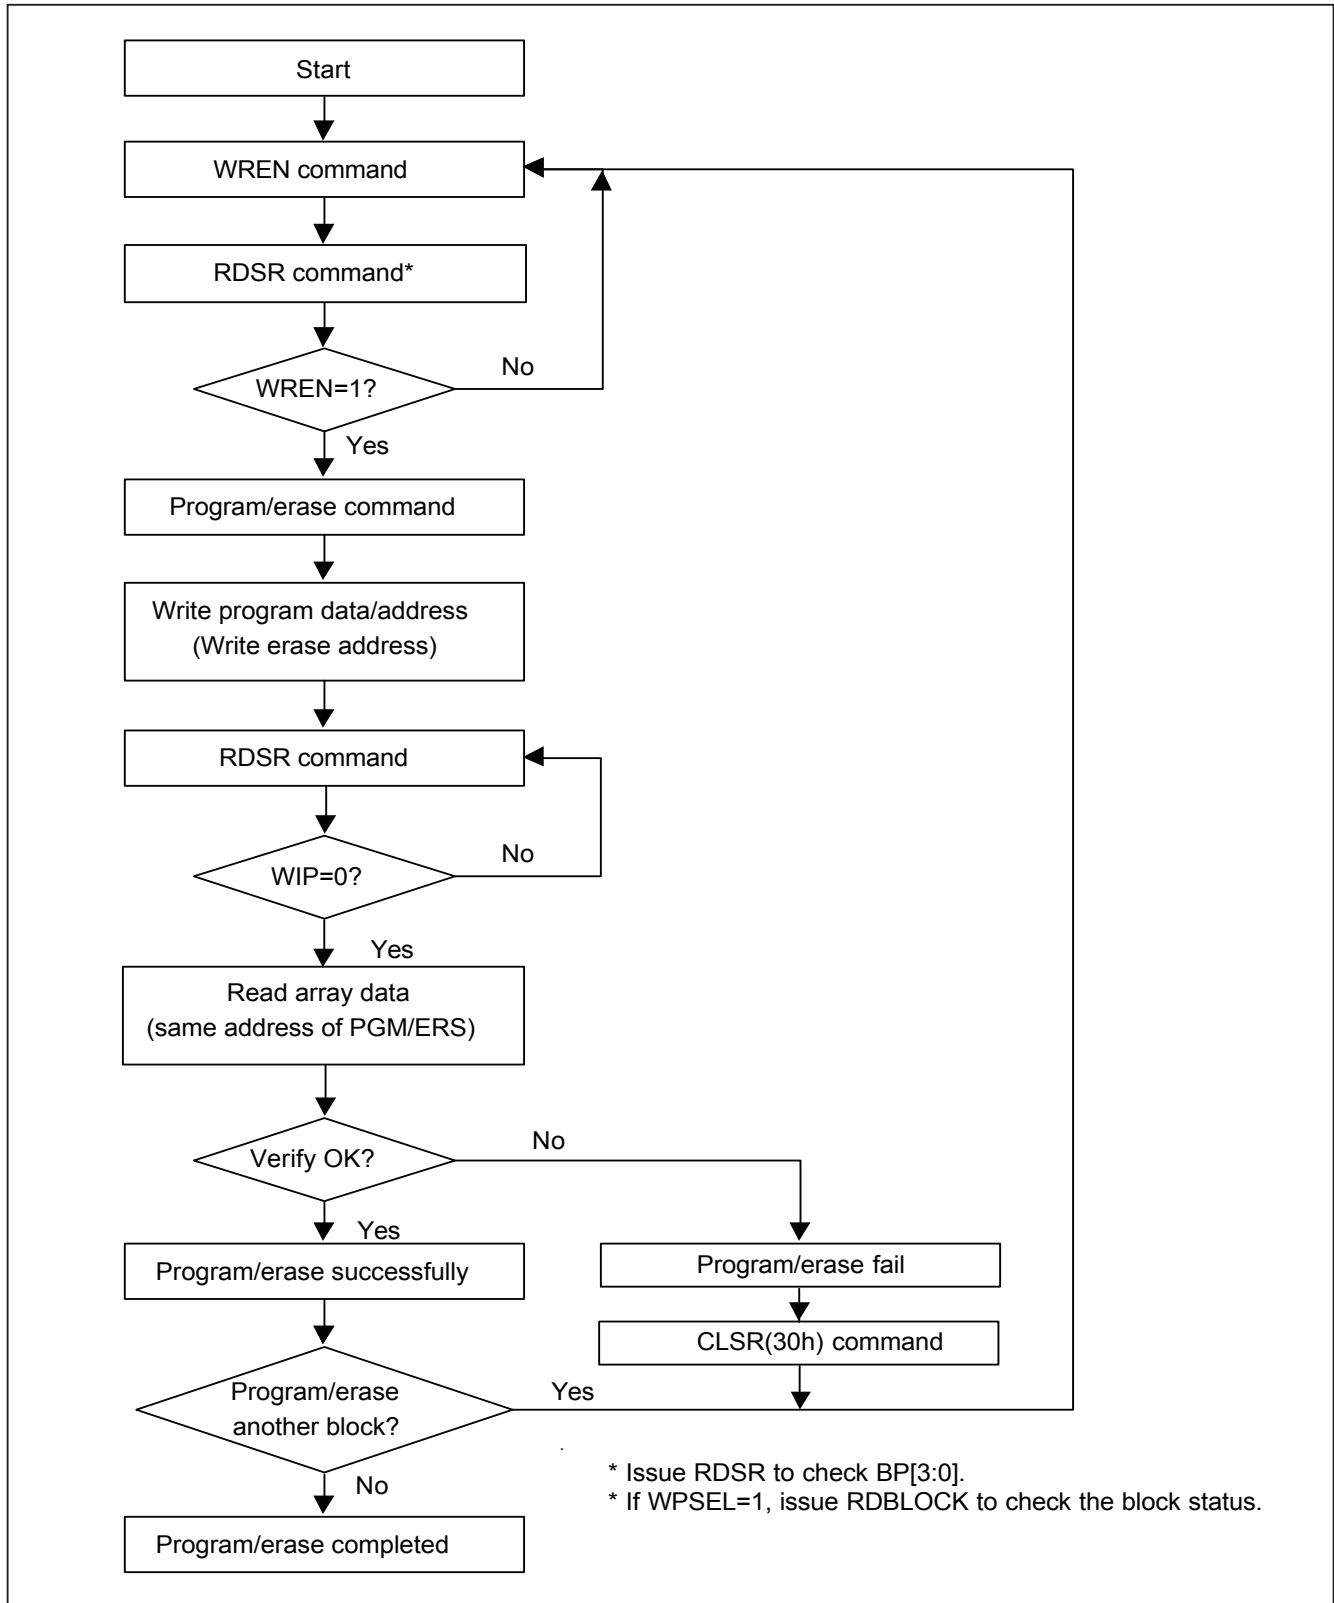 Start
WREN command
RDSR command*
WREN=1?
No
Yes
Program/erase command
Write program data/address
(Write erase address)
RDSR command
WIP=0?
No
Yes
Read array data
(same address of PGM/ERS)
Verify OK?
No
Yes
Program/erase successfully
Program/erase fail
CLSR(30h) command
Program/erase
another block?
Yes
No
* Issue RDSR to check BP[3:0].
* If WPSEL=1, issue RDBLOCK to check the block status.
Program/erase completed